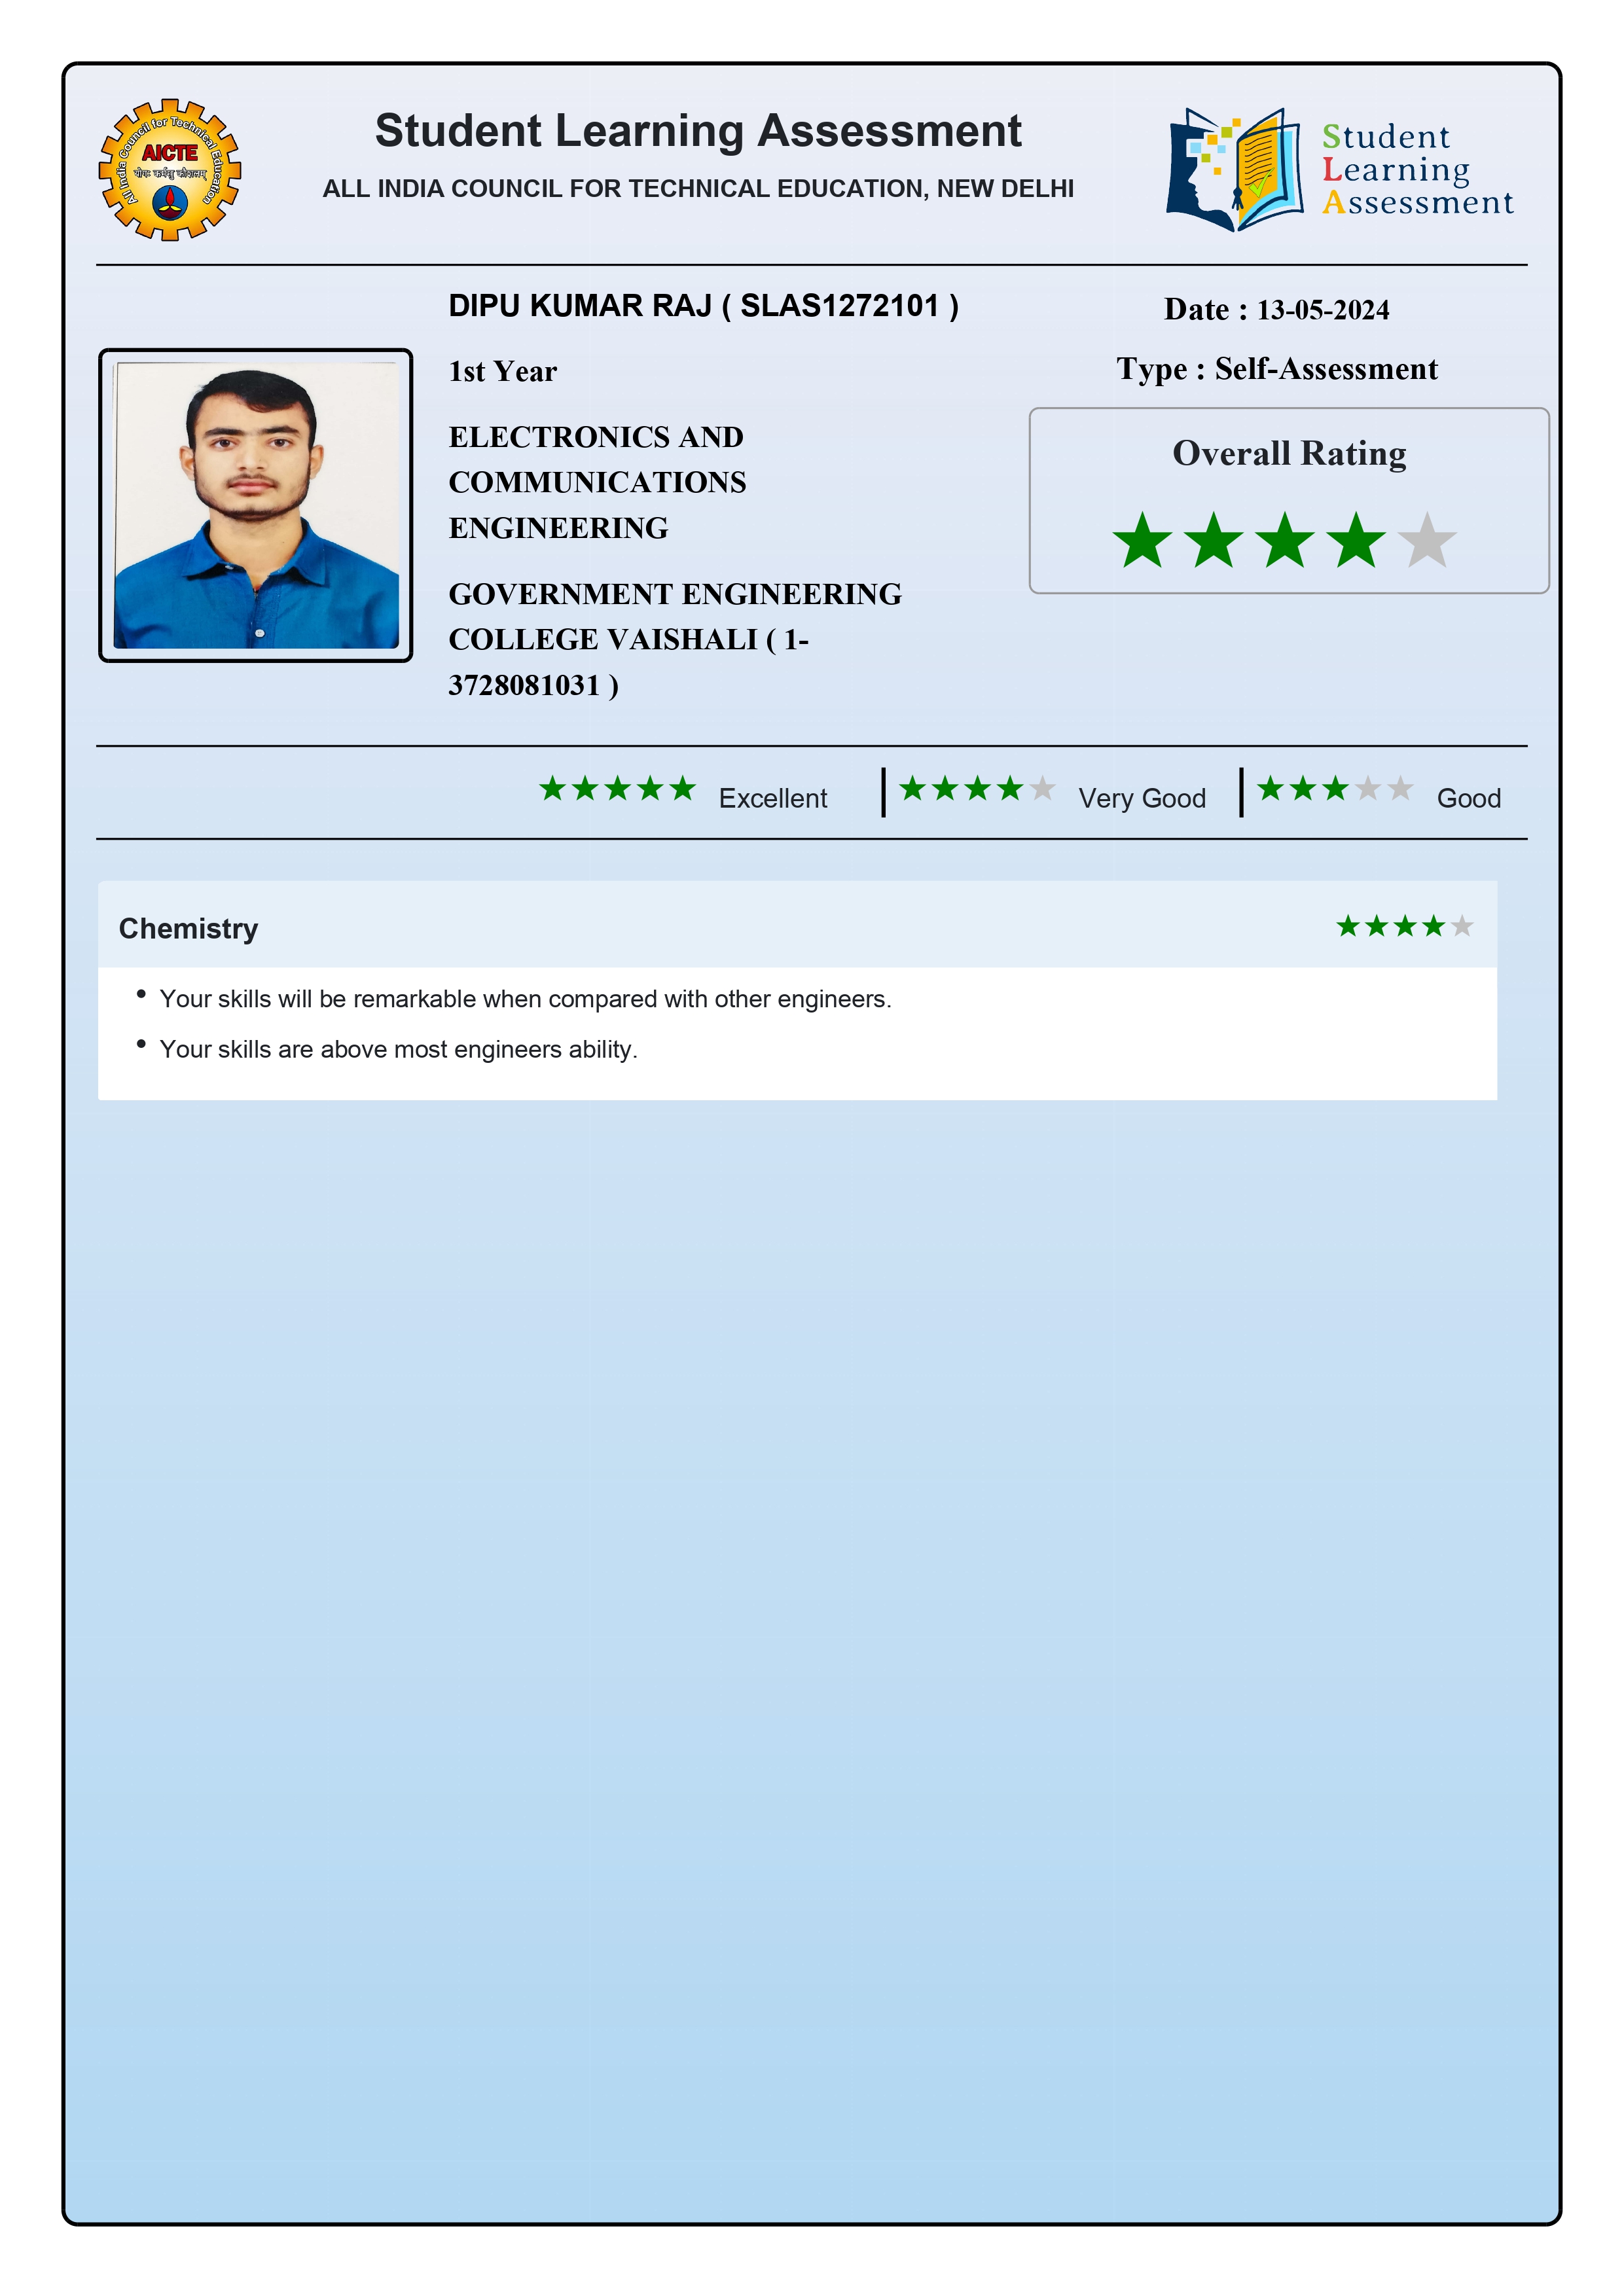 All India Council for Technical Education
AICTE
योगः कर्मसु कौशलम्
Student Learning Assessment
ALL INDIA COUNCIL FOR TECHNICAL EDUCATION, NEW DELHI
Student
Learning
Assessment
DIPU KUMAR RAJ ( SLAS1272101 )
1st Year
ELECTRONICS AND
COMMUNICATIONS
ENGINEERING
GOVERNMENT ENGINEERING
COLLEGE VAISHALI ( 1-
3728081031 )
Date : 13-05-2024
Type : Self-Assessment
Overall Rating
Excellent
Very Good
Good
Chemistry
• Your skills will be remarkable when compared with other engineers.
• Your skills are above most engineers ability.